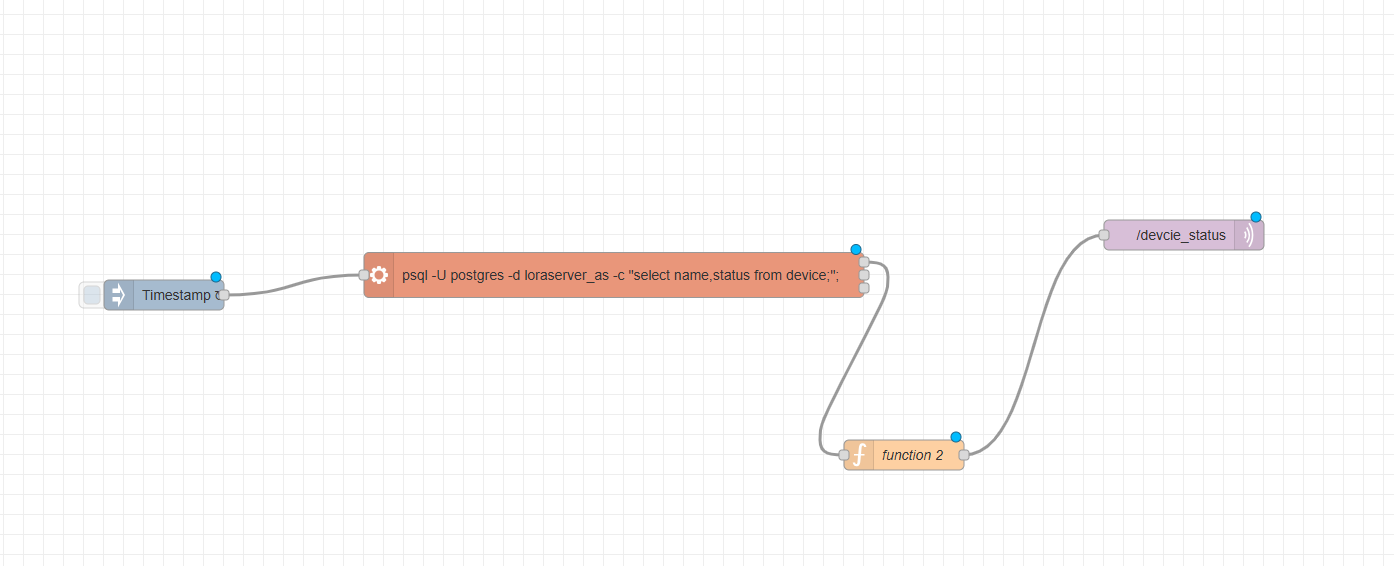 Timestamp ↻
psql -U postgres -d loraserver_as -c "select name,status from device;";
function 2
/devcie_status